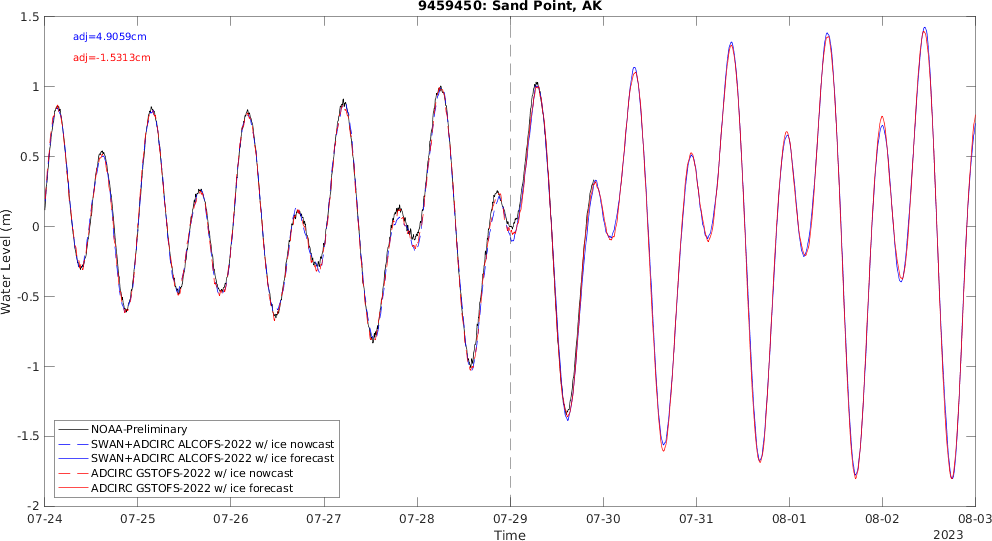 9459450: Sand Point, AK
adj=4.9059cm
adj=-1.5313cm
1.5
1
0.5
0
-0.5
-1
-1.5
-2
Water Level (m)
NOAA-Preliminary
SWAN+ADCIRC ALCOFS-2022 w/ ice nowcast
SWAN+ADCIRC ALCOFS-2022 w/ ice forecast
ADCIRC GSTOFS-2022 w/ ice nowcast
ADCIRC GSTOFS-2022 w/ ice forecast
07-24 07-25 07-26 07-27 07-28 07-29 07-30 07-31 08-01 08-02 08-03
Time
2023